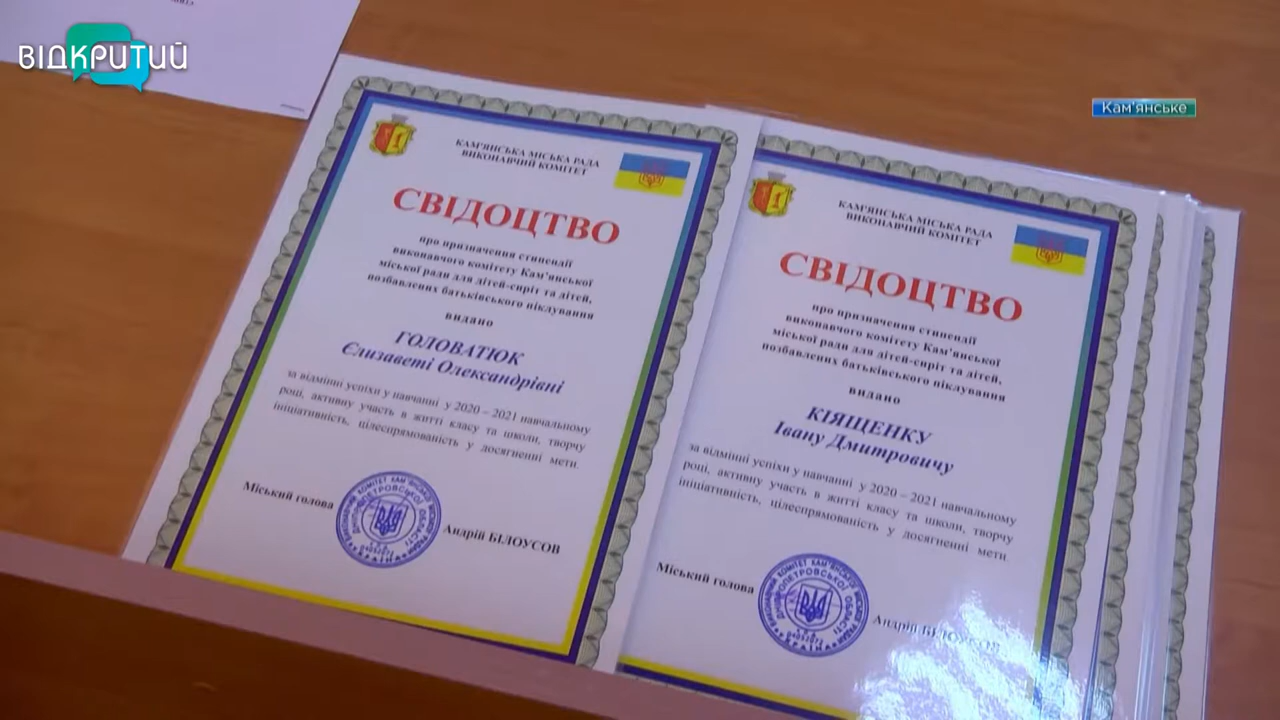 ВІДКРИТИЙ
Кам'янське
КАМ'ЯНСЬКА МІСЬКА РАДА
ВИКОНАВЧИЙ КОМІТЕТ
СВІДОЦТВО
про призначення стипендії
виконавчого комітету Кам'янської
міської ради для дітей-сиріт та дітей,
позбавлених батьківського піклування
видано
ГОЛОВАТЮК
Єлизаветі Олександрівні
за відмінні успіхи у навчанні у 2020 – 2021 навчальному
році, активну участь в житті класу та школи, творчу
ініціативність, цілеспрямованість у досягненні мети.
Міський голова
Андрій БІЛОУСОВ
КАМ'ЯНСЬКА МІСЬКА РАДА
ВИКОНАВЧИЙ КОМІТЕТ
СВІДОЦТВО
про призначення стипендії
виконавчого комітету Кам'янської
міської ради для дітей-сиріт та дітей,
позбавлених батьківського піклування
видано
КІЯЩЕНКУ
Івану Дмитровичу
за відмінні успіхи у навчанні у 2020 – 2021 навчальному
році, активну участь в житті класу та школи, творчу
ініціативність, цілеспрямованість у досягненні мети.
Міський голова
Андрій БІЛОУСОВ